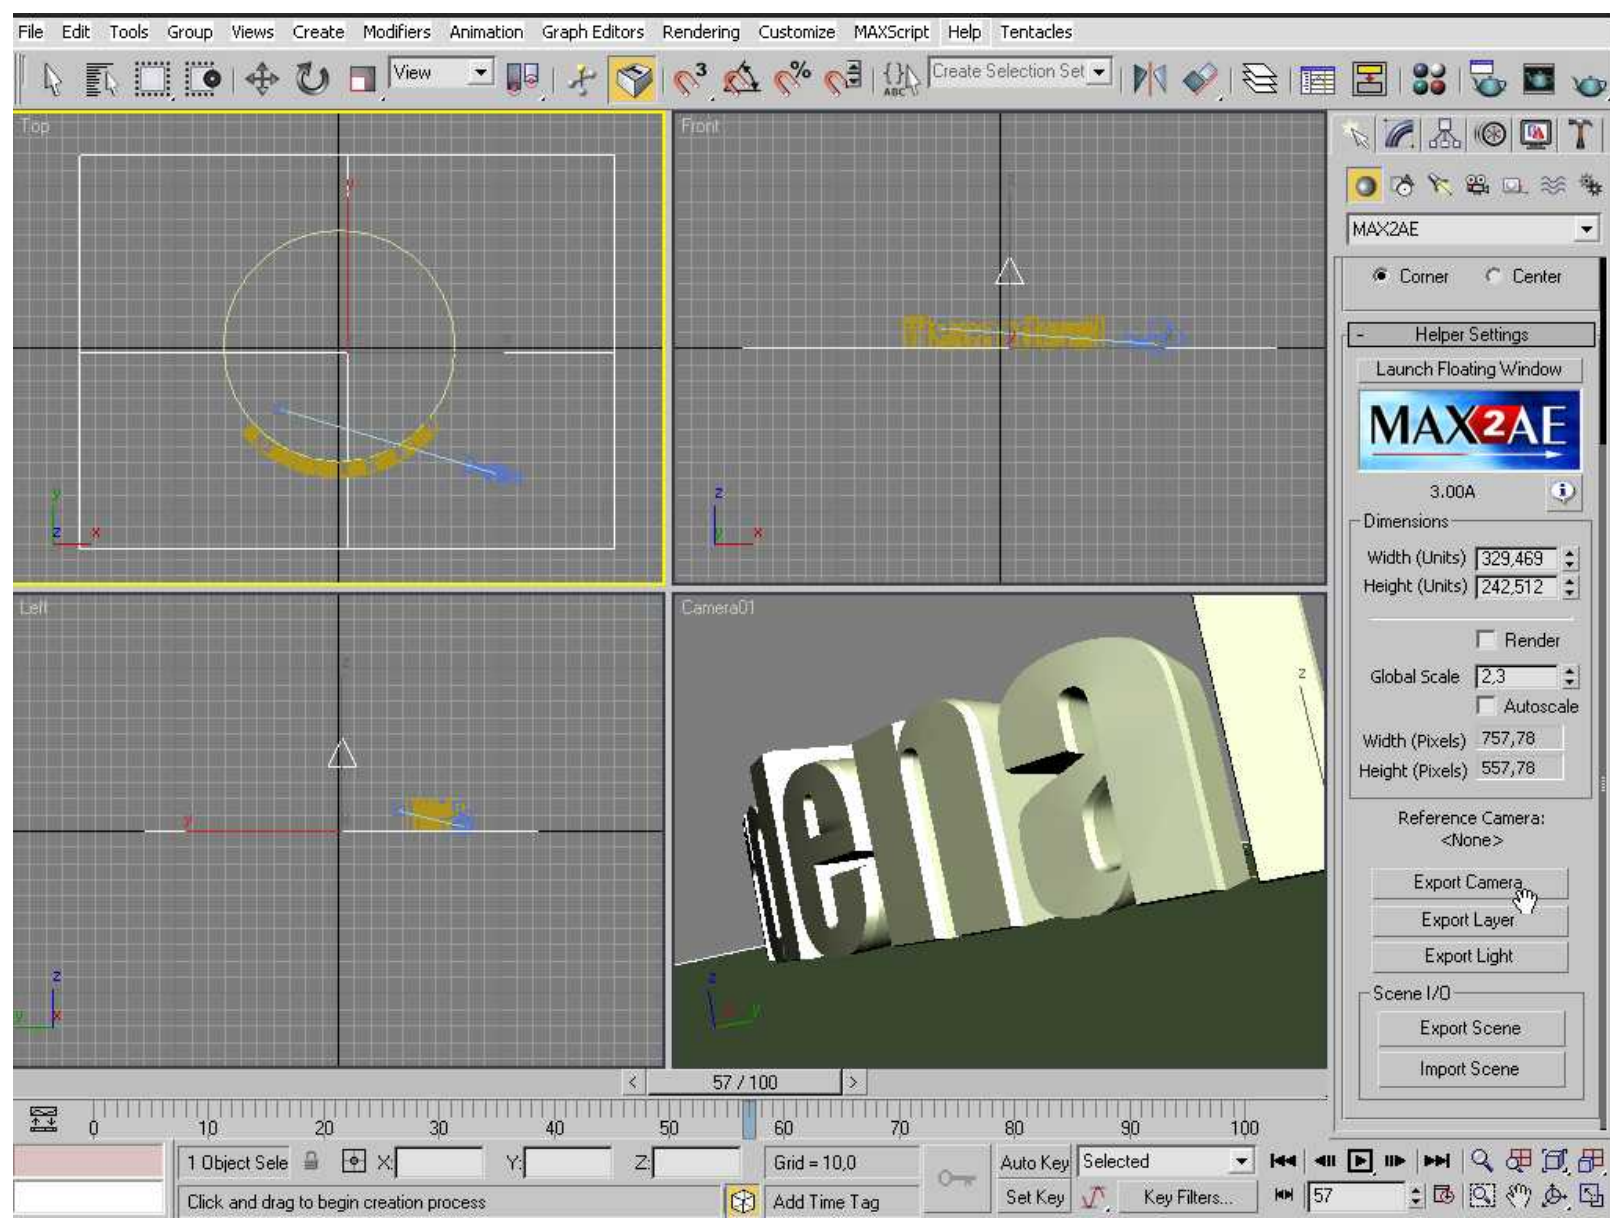 File Edit Tools Group Views Create Modifiers Animation Graph Editors Rendering Customize MAXScript Help Tentacles
View
3
%
{} ABC
Create Selection Set
Top
Front
MAX2AE
Corner Center
- Helper Settings
Launch Floating Window
MAX2AE
3.00A
Dimensions
Width (Units) 329,469
Height (Units) 242,512
Render
Global Scale 2,3
Autoscale
Width (Pixels) 757,78
Height (Pixels) 557,78
Reference Camera:
<None>
Export Camera
Export Layer
Export Light
Scene I/O
Export Scene
Import Scene
y
z x
z
y x
Left
Camera01
z
ena
z
y x
z
y
< 57 / 100 >
0 10 20 30 40 50 60 70 80 90 100
1 Object Sele X: Y: Z: Grid = 10,0 Auto Key Selected
Click and drag to begin creation process Add Time Tag Set Key Key Filters... 57